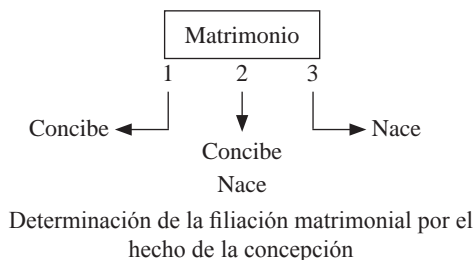 Matrimonio
1 2 3
Concibe Nace
Concibe
Nace
Determinación de la filiación matrimonial por el
hecho de la concepción